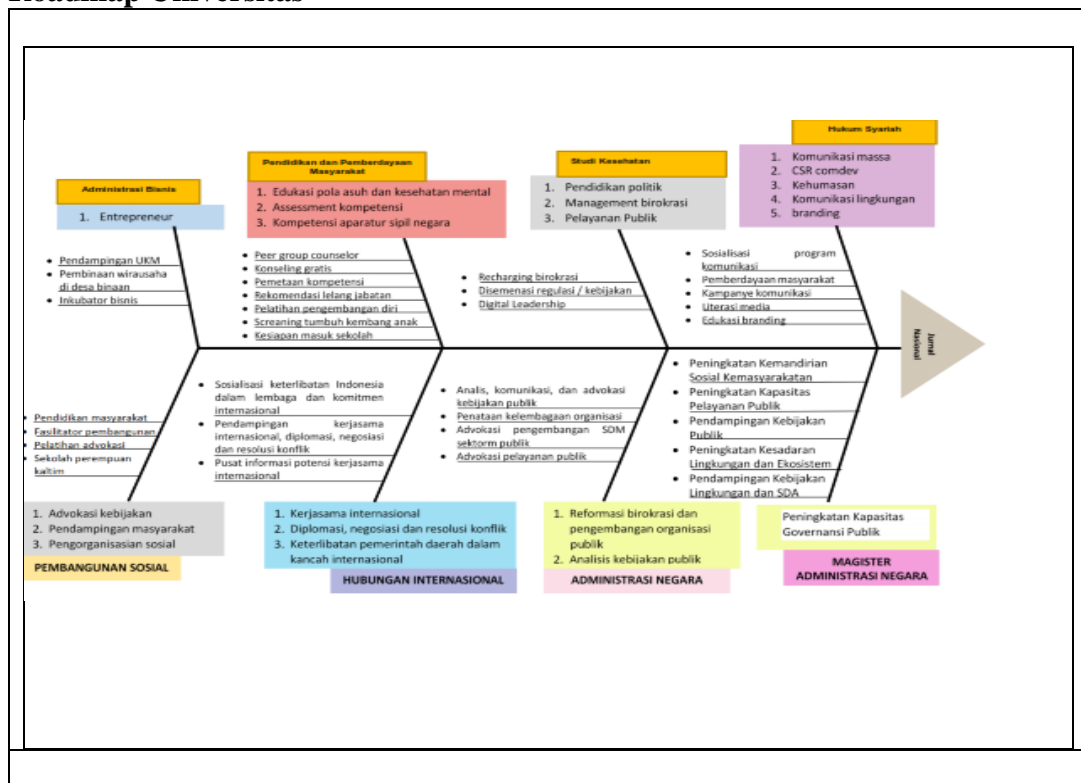 Roadmap Universitas
Administrasi Bisnis
1. Entrepreneur
Pendidikan dan Pemberdayaan
Masyarakat
1. Edukasi pola asuh dan kesehatan mental
2. Assessment kompetensi
3. Kompetensi aparatur sipil negara
Studi Kesehatan
1. Pendidikan politik
2. Management birokrasi
3. Pelayanan Publik
Hukum Syariah
1. Komunikasi massa
2. CSR comdev
3. Kehumasan
4. Komunikasi lingkungan
5. branding
• Pendampingan UKM
• Pembinaan wirausaha
di desa binaan
• Inkubator bisnis
• Peer group counselor
• Konseling gratis
• Pemetaan kompetensi
• Rekomendasi lelang jabatan
• Pelatihan pengembangan diri
• Screaning tumbuh kembang anak
• Kesiapan masuk sekolah
• Recharging birokrasi
• Disemenasi regulasi / kebijakan
• Digital Leadership
• Sosialisasi program
komunikasi
• Pemberdayaan masyarakat
• Kampanye komunikasi
• Literasi media
• Edukasi branding
Jurnal
Nasional
• Pendidikan masyarakat
• Fasilitator pembangunan
• Pelatihan advokasi
• Sekolah perempuan
kaltim
• Sosialisasi keterlibatan Indonesia
dalam lembaga dan komitmen
internasional
• Pendampingan kerjasama
internasional, diplomasi, negosiasi
dan resolusi konflik
• Pusat informasi potensi kerjasama
internasional
• Analis, komunikasi, dan advokasi
kebijakan publik
• Penataan kelembagaan organisasi
• Advokasi pengembangan SDM
sektorm publik
• Advokasi pelayanan publik
• Peningkatan Kemandirian
Sosial Kemasyarakatan
• Peningkatan Kapasitas
Pelayanan Publik
• Pendampingan Kebijakan
Publik
• Peningkatan Kesadaran
Lingkungan dan Ekosistem
• Pendampingan Kebijakan
Lingkungan dan SDA
1. Advokasi kebijakan
2. Pendampingan masyarakat
3. Pengorganisasian sosial
PEMBANGUNAN SOSIAL
1. Kerjasama internasional
2. Diplomasi, negosiasi dan resolusi konflik
3. Keterlibatan pemerintah daerah dalam
kancah internasional
HUBUNGAN INTERNASIONAL
1. Reformasi birokrasi dan
pengembangan organisasi
publik
2. Analisis kebijakan publik
ADMINISTRASI NEGARA
Peningkatan Kapasitas
Governansi Publik
MAGISTER
ADMINISTRASI NEGARA